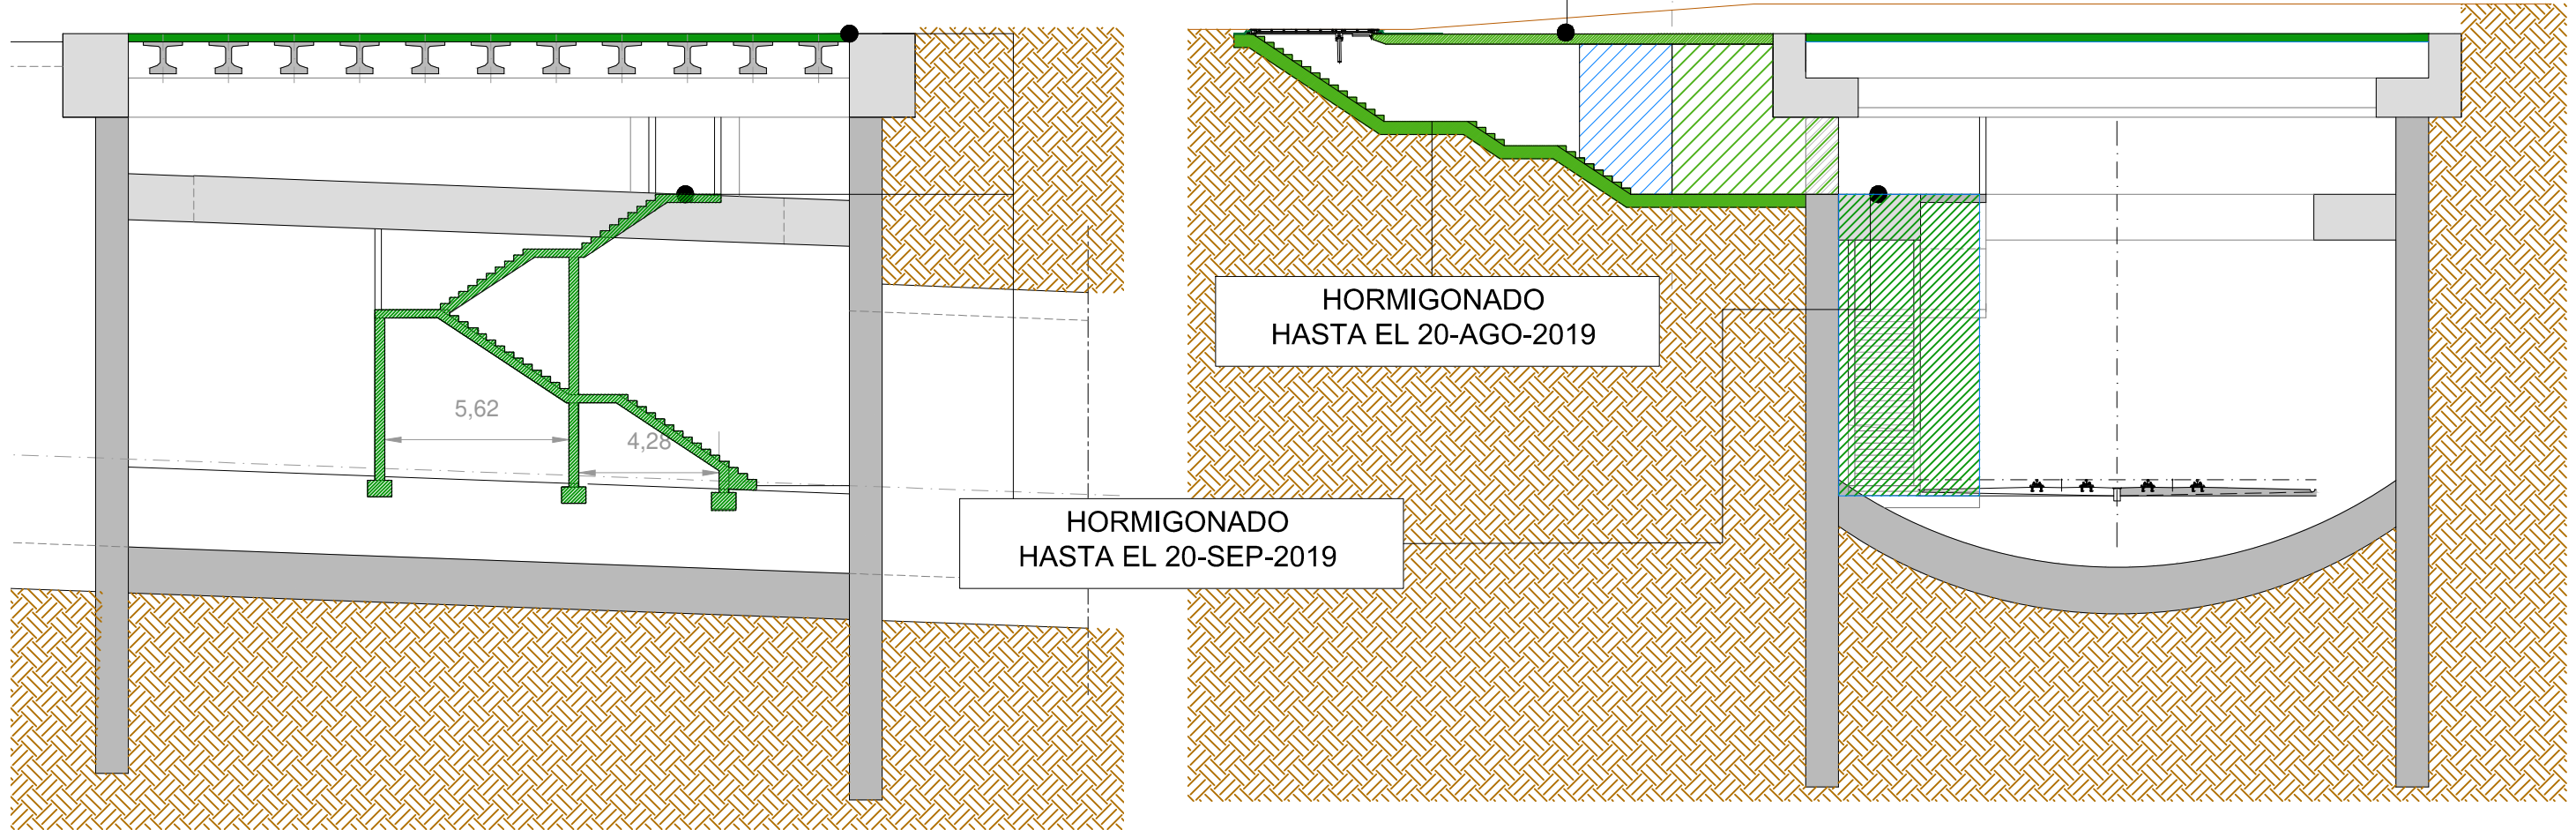 5,62
4,28
HORMIGONADO
HASTA EL 20-SEP-2019
HORMIGONADO
HASTA EL 20-AGO-2019